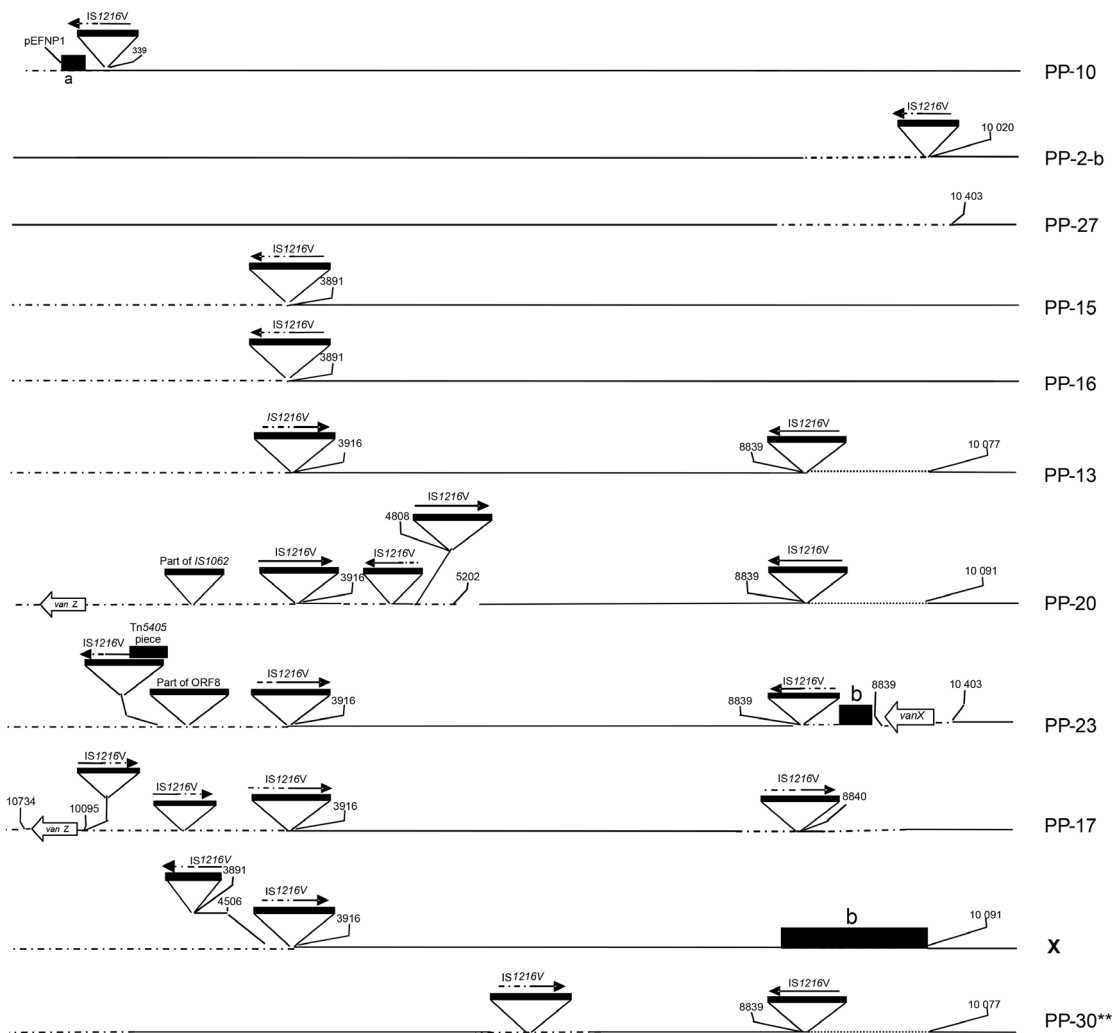 IS1216V
pEFNP1
339
a
PP-10
IS1216V
10 020
PP-2-b
10 403
PP-27
IS1216V
3891
PP-15
IS1216V
3891
PP-16
IS1216V
3916
8839
IS1216V
10 077
PP-13
IS1216V
4808
Part of IS1062
IS1216V
3916
IS1216V
5202
8839
IS1216V
10 091
van Z
PP-20
Tn5405
piece
IS1216V
Part of ORF8
IS1216V
3916
8839
IS1216V
b
8839
vanX
10 403
PP-23
IS1216V
10734
van Z
10095
IS1216V
IS1216V
3916
IS1216V
8840
PP-17
IS1216V
3891
4506
IS1216V
3916
b
10 091
X
IS1216V
8839
IS1216V
10 077
PP-30**